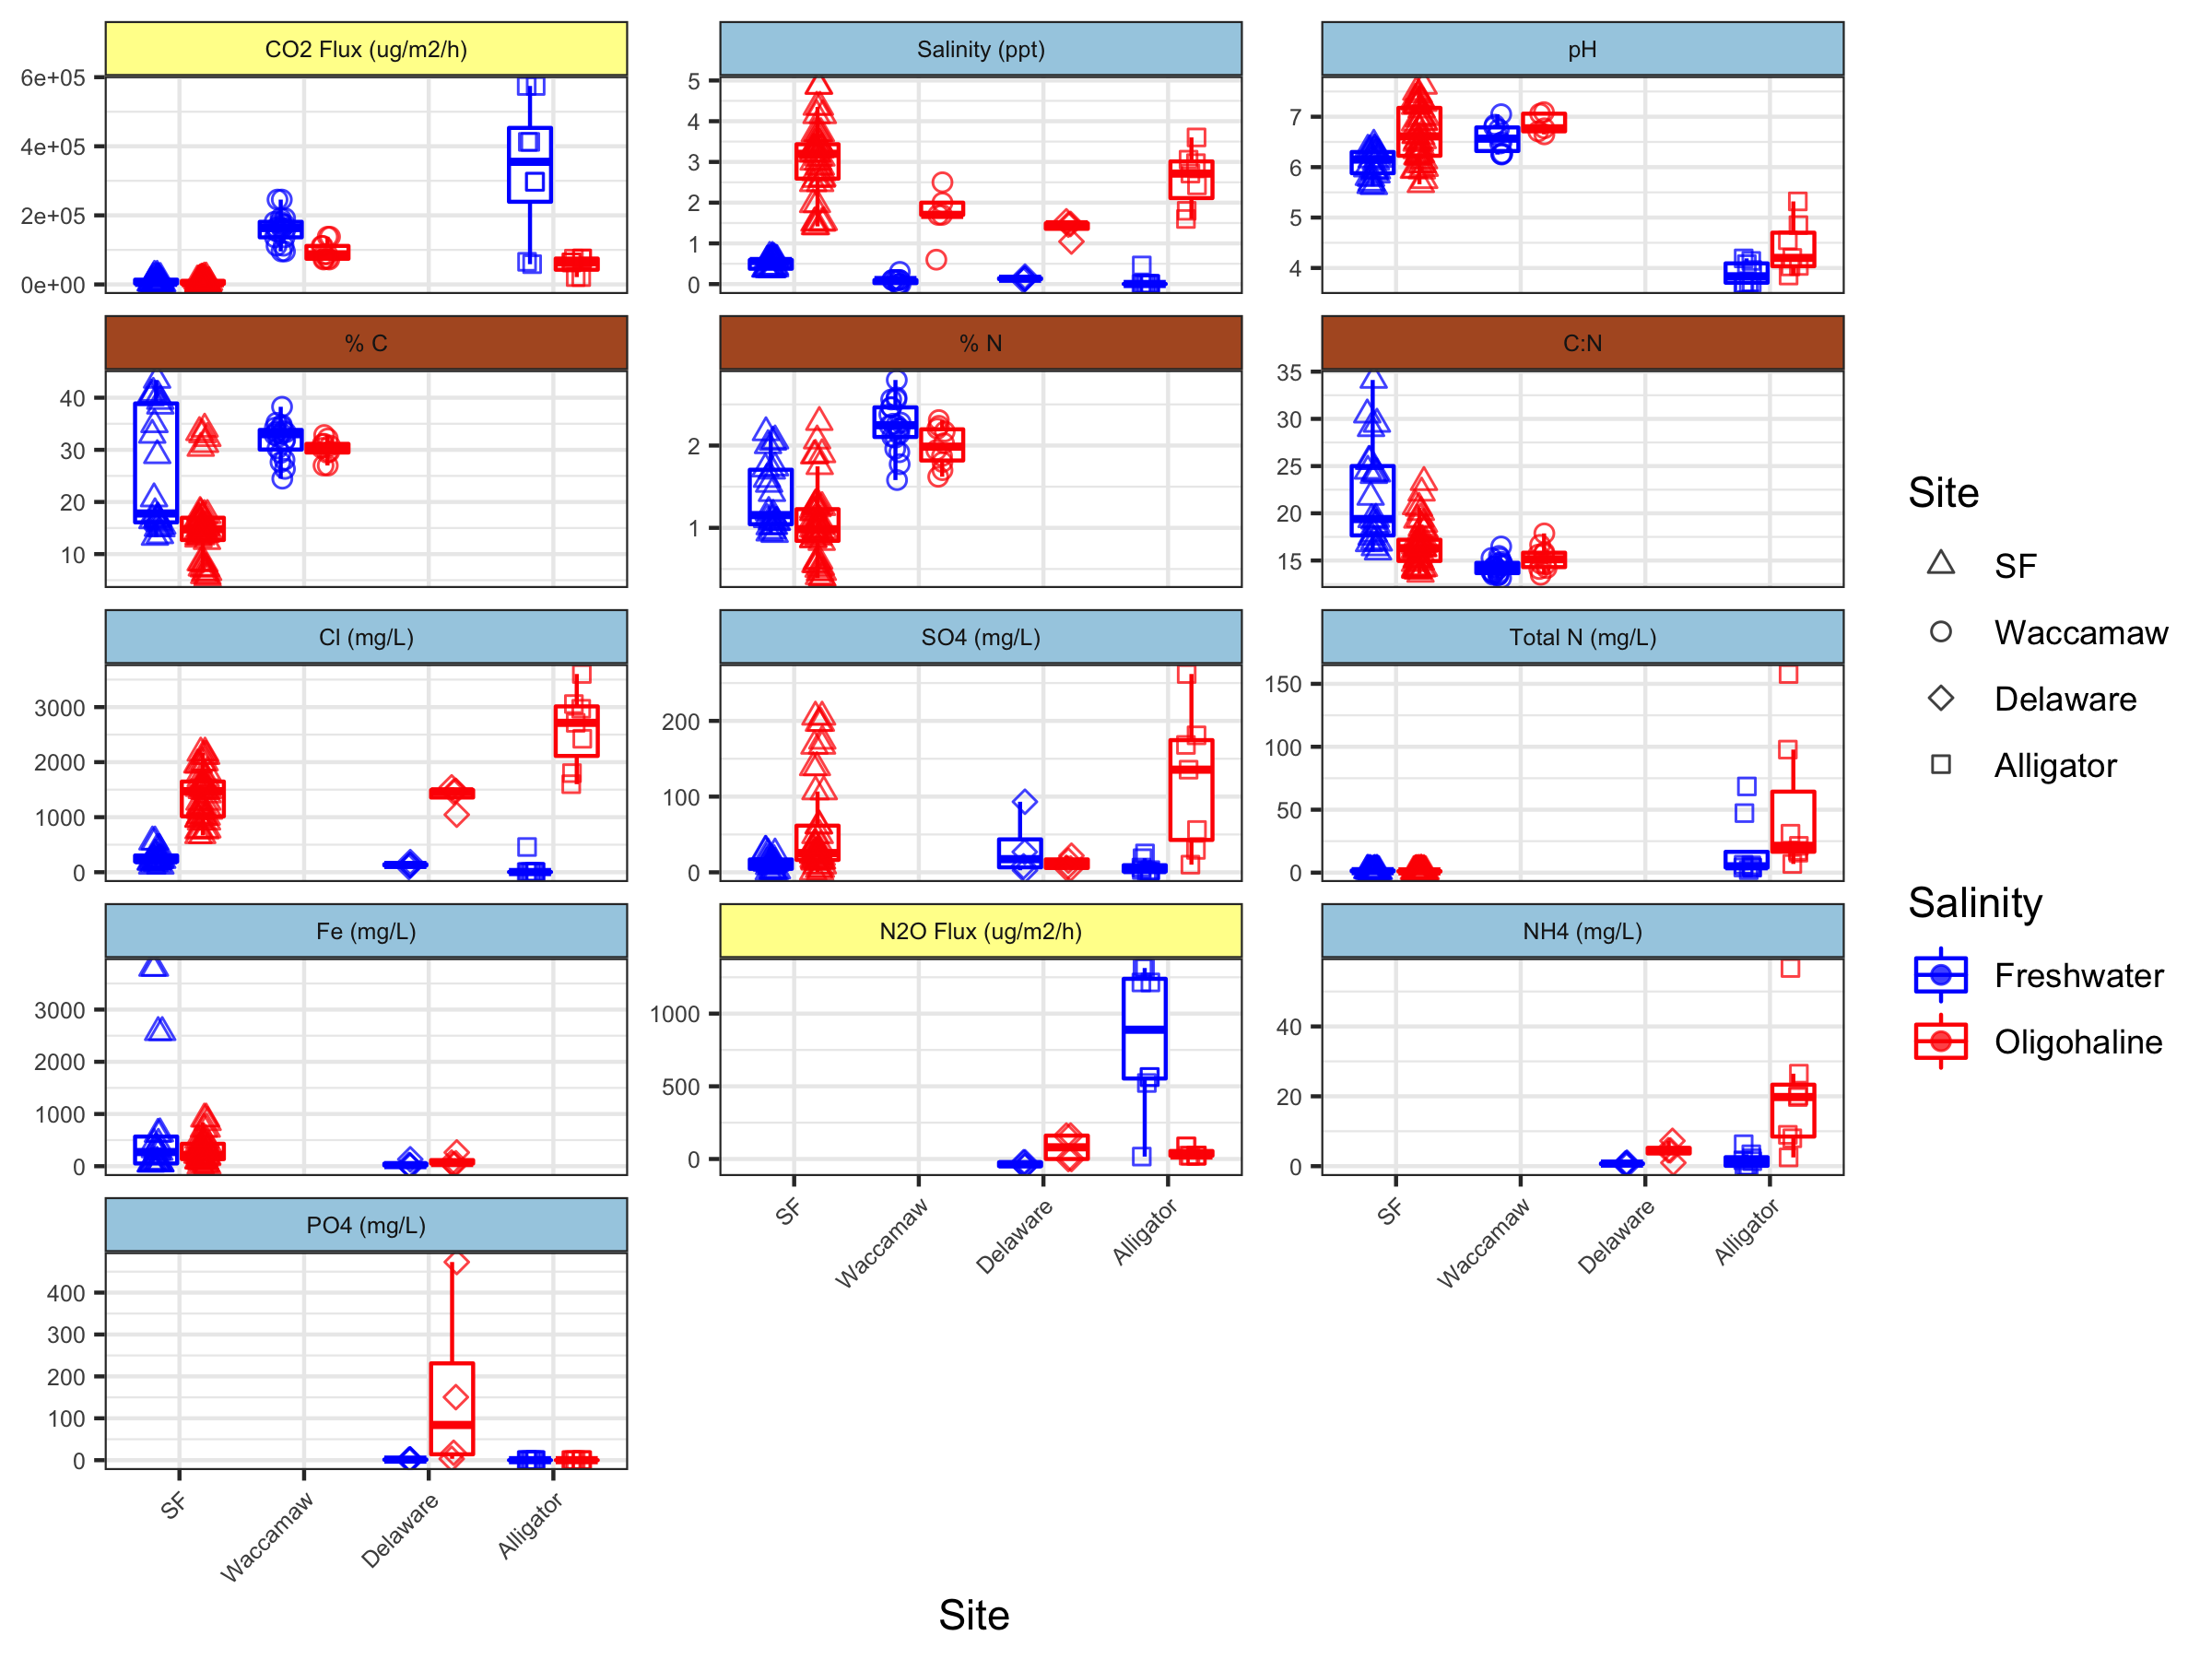 CO2 Flux (ug/m2/h)
Salinity (ppt)
pH
6e+05
4e+05
2e+05
0e+00
5
4
3
2
1
0
7
6
5
4
% C
% N
C:N
40
30
20
10
2
1
35
30
25
20
15
Cl (mg/L)
SO4 (mg/L)
Total N (mg/L)
3000
2000
1000
0
200
100
0
150
100
50
0
Fe (mg/L)
N2O Flux (ug/m2/h)
NH4 (mg/L)
3000
2000
1000
0
1000
500
0
40
20
0
SF
Waccamaw
Delaware
Alligator
SF
Waccamaw
Delaware
Alligator
PO4 (mg/L)
400
300
200
100
0
SF
Waccamaw
Delaware
Alligator
Site
Site
SF
Waccamaw
Delaware
Alligator
Salinity
Freshwater
Oligohaline